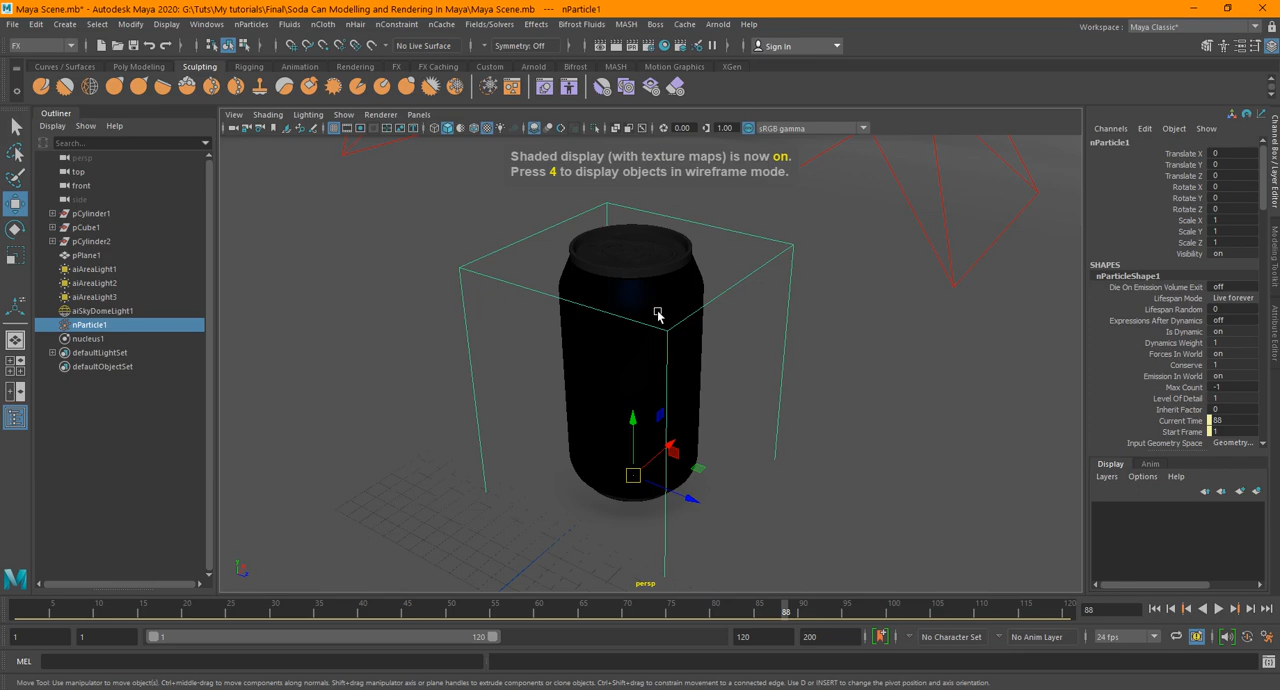 Maya Scene.mb* - Autodesk Maya 2020: G:\Tuts\My tutorials\Final\Soda Can Modelling and Rendering In Maya\Maya Scene.mb --- nParticle1
File Edit Create Select Modify Display Windows nParticles Fluids nCloth nHair nConstraint nCache Fields/Solvers Effects Bifrost Fluids MASH Boss Cache Arnold Help
Workspace : Maya Classic*
FX No Live Surface Symmetry: Off Sign In
Curves / Surfaces Poly Modeling Sculpting Rigging Animation Rendering FX FX Caching Custom Arnold Bifrost MASH Motion Graphics XGen
Outliner
Display Show Help
Search...
persp
top
front
side
pCylinder1
pCube1
pCylinder2
pPlane1
aiAreaLight1
aiAreaLight2
aiAreaLight3
aiSkyDomeLight1
nParticle1
nucleus1
defaultLightSet
defaultObjectSet
View Shading Lighting Show Renderer Panels
0.00 1.00 sRGB gamma
Shaded display (with texture maps) is now on.
Press 4 to display objects in wireframe mode.
persp
Channels Edit Object Show
nParticle1
Translate X 0
Translate Y 0
Translate Z 0
Rotate X 0
Rotate Y 0
Rotate Z 0
Scale X 1
Scale Y 1
Scale Z 1
Visibility on
SHAPES
nParticleShape1
Die On Emission Volume Exit off
Lifespan Mode Live forever
Lifespan Random 0
Expressions After Dynamics off
Is Dynamic on
Dynamics Weight 1
Forces In World on
Conserve 1
Emission In World on
Max Count -1
Level Of Detail 1
Inherit Factor 0
Current Time 88
Start Frame 1
Input Geometry Space Geometry...
Display Anim
Layers Options Help
Channel Box / Layer Editor
Modeling Toolkit
Attribute Editor
5 10 15 20 25 30 35 40 45 50 55 60 65 70 75 80 85 88 90 95 100 105 110 115 120 88
1 1 1 120 120 200 No Character Set No Anim Layer 24 fps
MEL
Move Tool: Use manipulator to move object(s). Ctrl+middle-drag to move components along normals. Shift+drag manipulator axis or plane handles to extrude components or clone objects. Ctrl+Shift+drag to constrain movement to a connected edge. Use D or INSERT to change the pivot position and axis orientation.